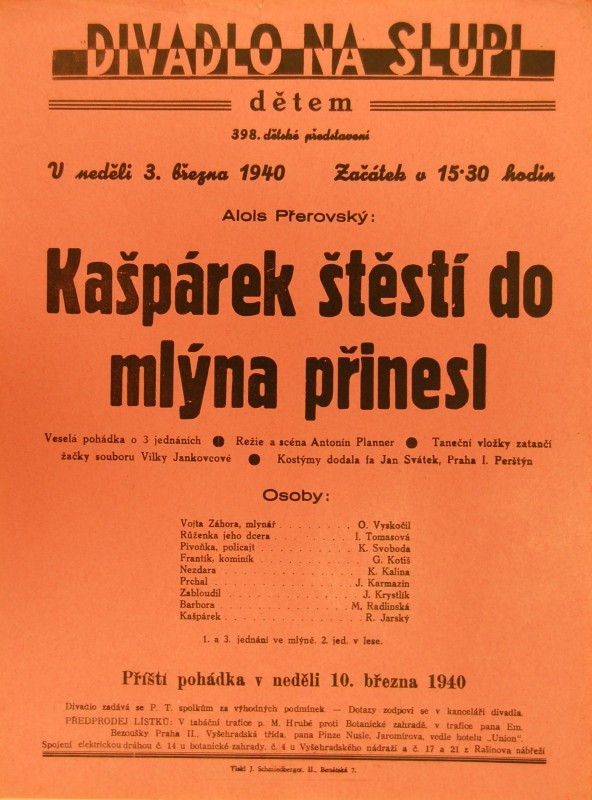 DIVADLO NA SLUPI
dětem
398. dětské představení
V neděli 3. března 1940 Začátek v 15·30 hodin
Alois Přerovský:
Kašpárek štěstí do
mlýna přinesl
Veselá pohádka o 3 jednáních ● Režie a scéna Antonín Planner ● Taneční vložky zatančí
žačky souboru Vilky Jankovcové ● Kostýmy dodala fa Jan Svátek, Praha I. Perštýn
Osoby:
Vojta Záhora, mlynář . . . . . . . . . O. Vyskočil
Růženka jeho dcera . . . . . . . . . I. Tomasová
Pivoňka, policajt . . . . . . . . . K. Svoboda
Frantík, kominík . . . . . . . . . G. Kotiš
Nezdara . . . . . . . . . K. Kalina
Prchal . . . . . . . . . J. Karmazin
Zabloudil . . . . . . . . . J. Krystlík
Barbora . . . . . . . . . M, Radlinská
Kašpárek . . . . . . . . . R. Jarský
1. a 3. jednání ve mlýně. 2. jed. v lese.
Příští pohádka v neděli 10. března 1940
Divadlo zadává se P. T. spolkům za výhodných podmínek — Dotazy zodpoví se v kanceláři divadla.
PŘEDPRODEJ LÍSTKŮ: V tabáční trafice p. M. Hrubé proti Botanické zahradě, v trafice pana Em.
Bezoušky Praha II., Vyšehradská třída, pana Pinze Nusle, Jaromírova, vedle hotelu „Union".
Spojení elektrickou dráhou č. 14 u botanické zahrady. č. 4 u Vyšehradského nádraží a č. 17 a 21 z Rašínova nábřeží
Tiskl J. Schmiedberger, II., Benátská 7.